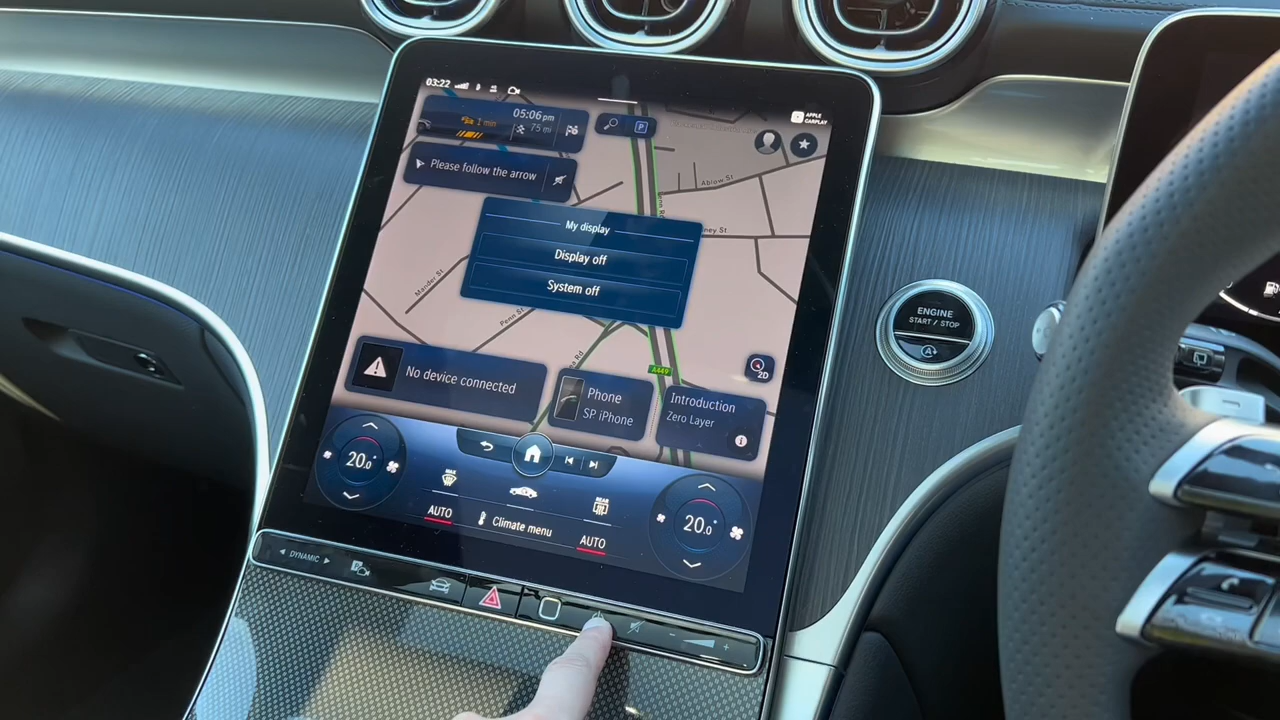 03:22
APPLE
CARPLAY
05:06 pm
1 min
75 mi
P
Please follow the arrow
Ablow St
My display
Display off
System off
Mander St
Penn St
A449
2D
No device connected
Phone
SP iPhone
Introduction
Zero Layer
20.0°
MAX
REAR
20.0°
AUTO
Climate menu
AUTO
DYNAMIC
ENGINE
START / STOP
A